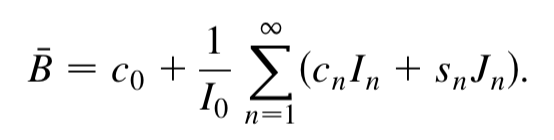 B̄ = c₀ + 1/I₀ ∑ₙ₌₁^∞ (cₙIₙ + sₙJₙ).